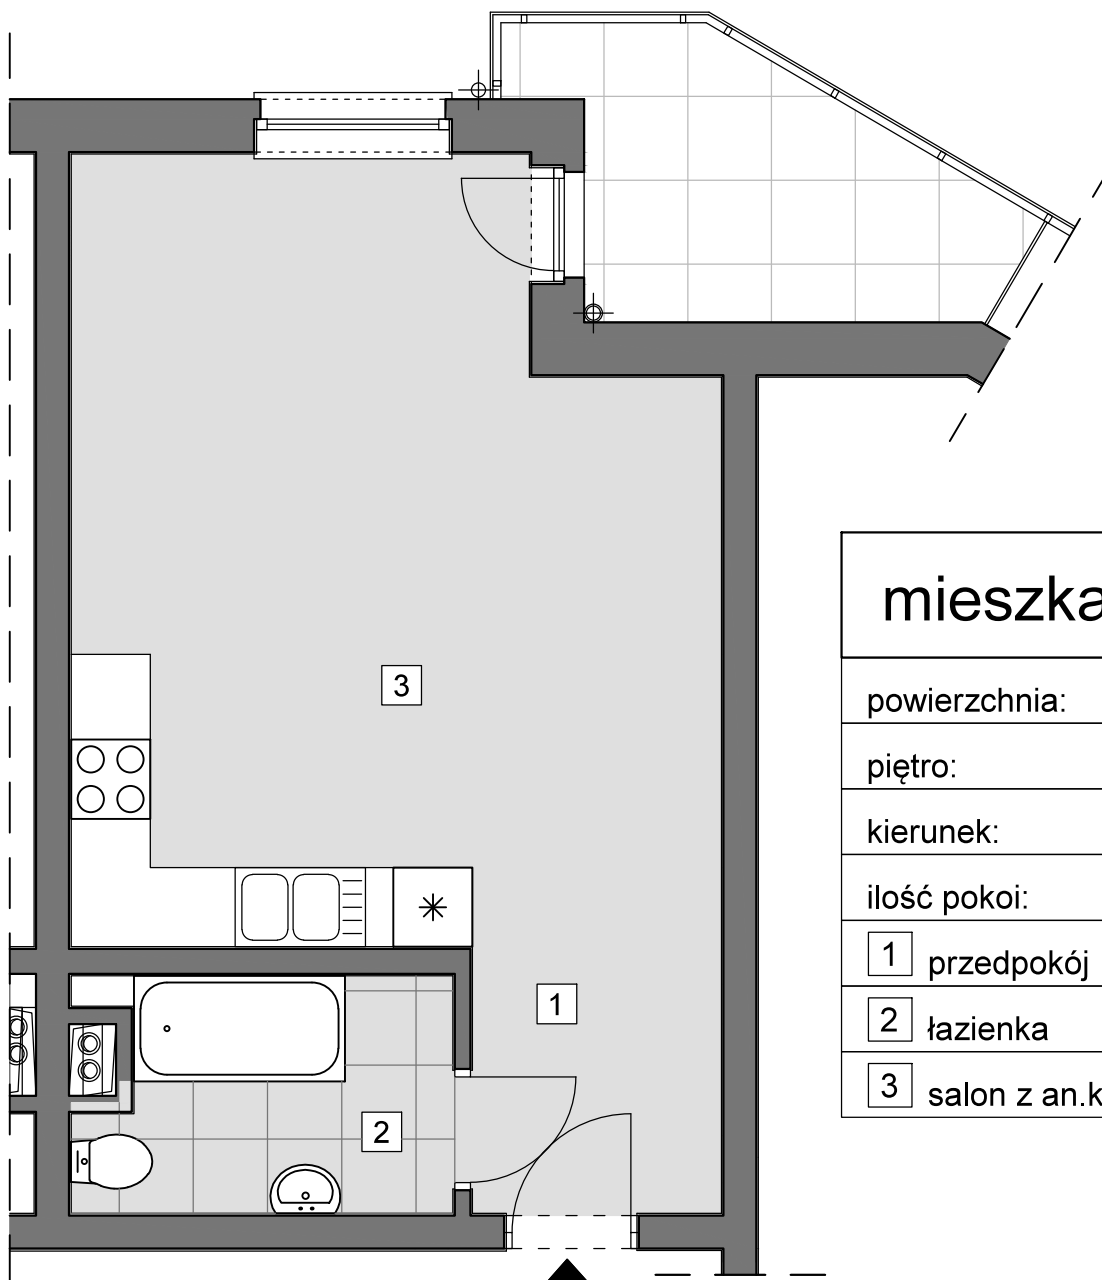 3
1
2
mieszka
powierzchnia:
piętro:
kierunek:
ilość pokoi:
1 przedpokój
2 łazienka
3 salon z an.k